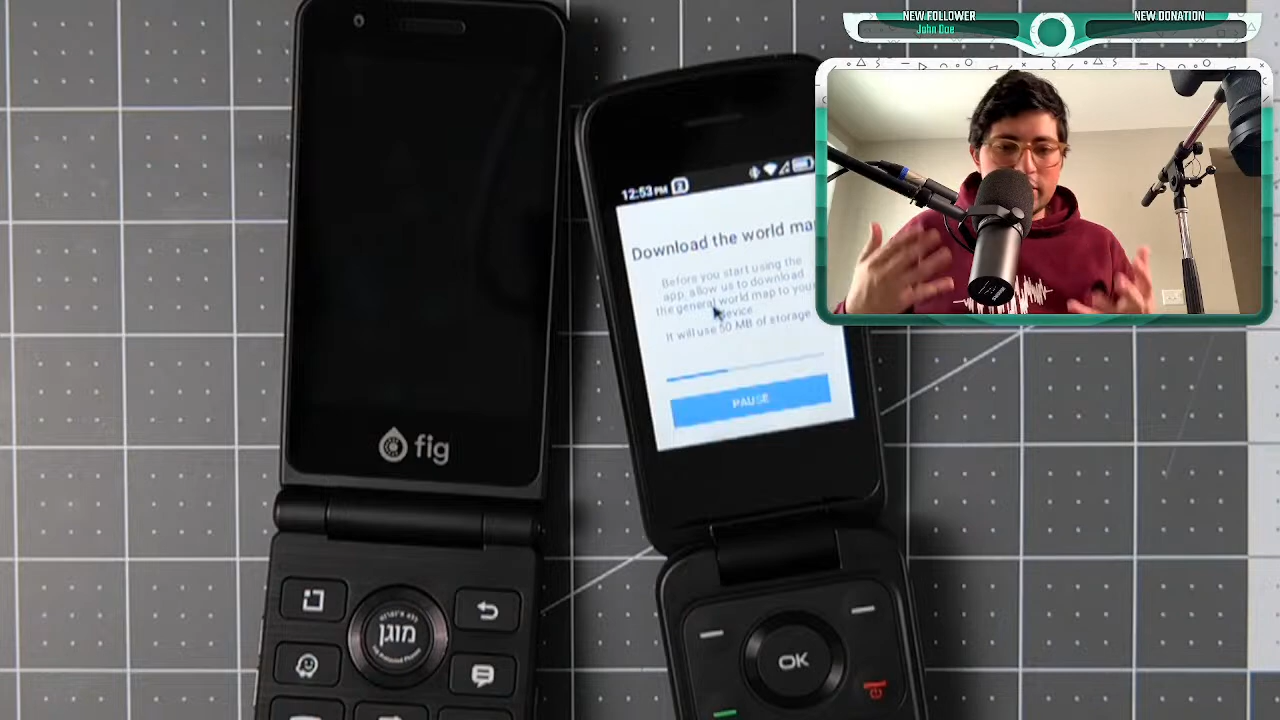 NEW FOLLOWER
John Doe
NEW DONATION
12:53 PM
Download the world ma
Before you start using the
app, allow us to download
the general world map to your
device.
It will use 50 MB of storage.
PAUSE
fig
מוגן
OK